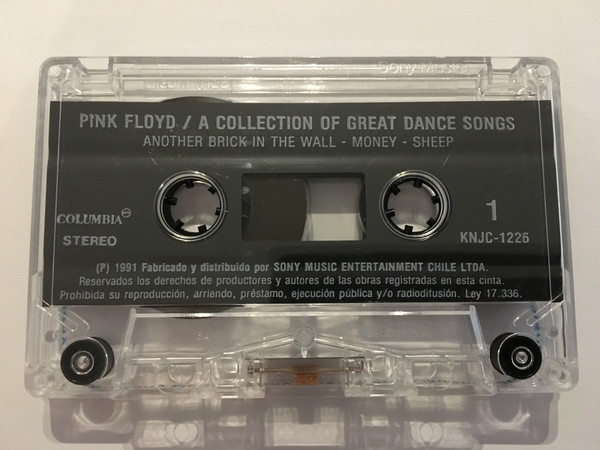 SONY MUSIC
PINK FLOYD / A COLLECTION OF GREAT DANCE SONGS
ANOTHER BRICK IN THE WALL - MONEY - SHEEP
COLUMBIA
1
STEREO
KNJC-1226
(P) 1991 Fabricado y distribuido por SONY MUSIC ENTERTAINMENT CHILE LTDA.
Reservados los derechos de productores y autores de las obras registradas en esta cinta.
Prohibida su reproducción, arriendo, préstamo, ejecución pública y/o radiodifusión. Ley 17.336.